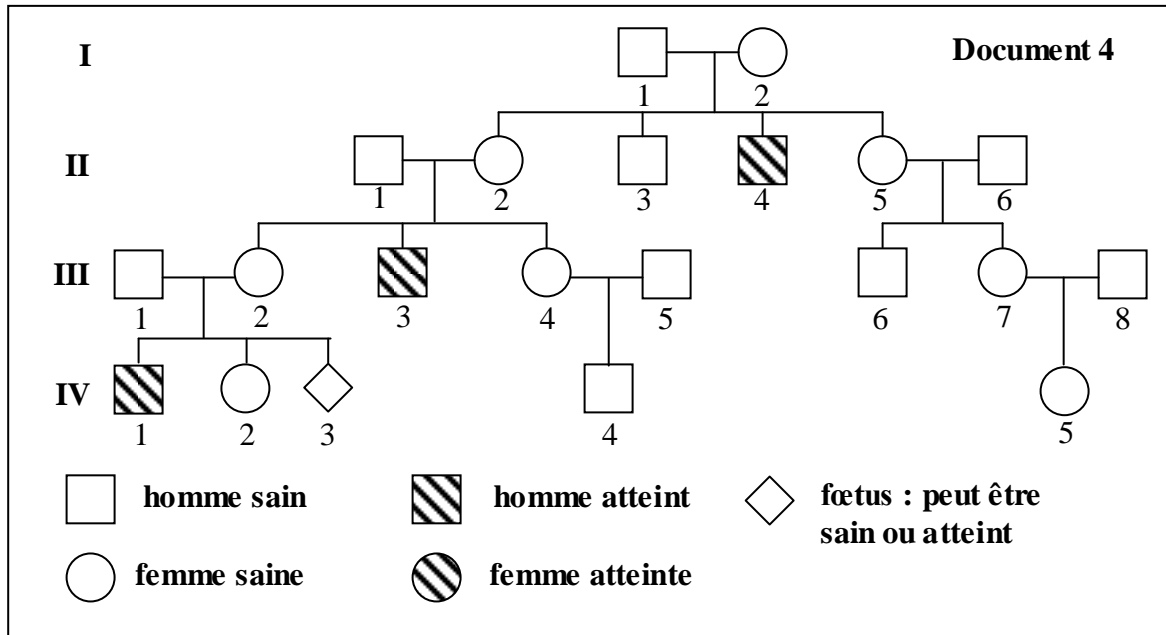 I
Document 4
1 2
II
1 2 3 4 5 6
III
1 2 3 4 5 6 7 8
IV
1 2 3 4 5
homme sain
homme atteint
fœtus : peut être
sain ou atteint
femme saine
femme atteinte